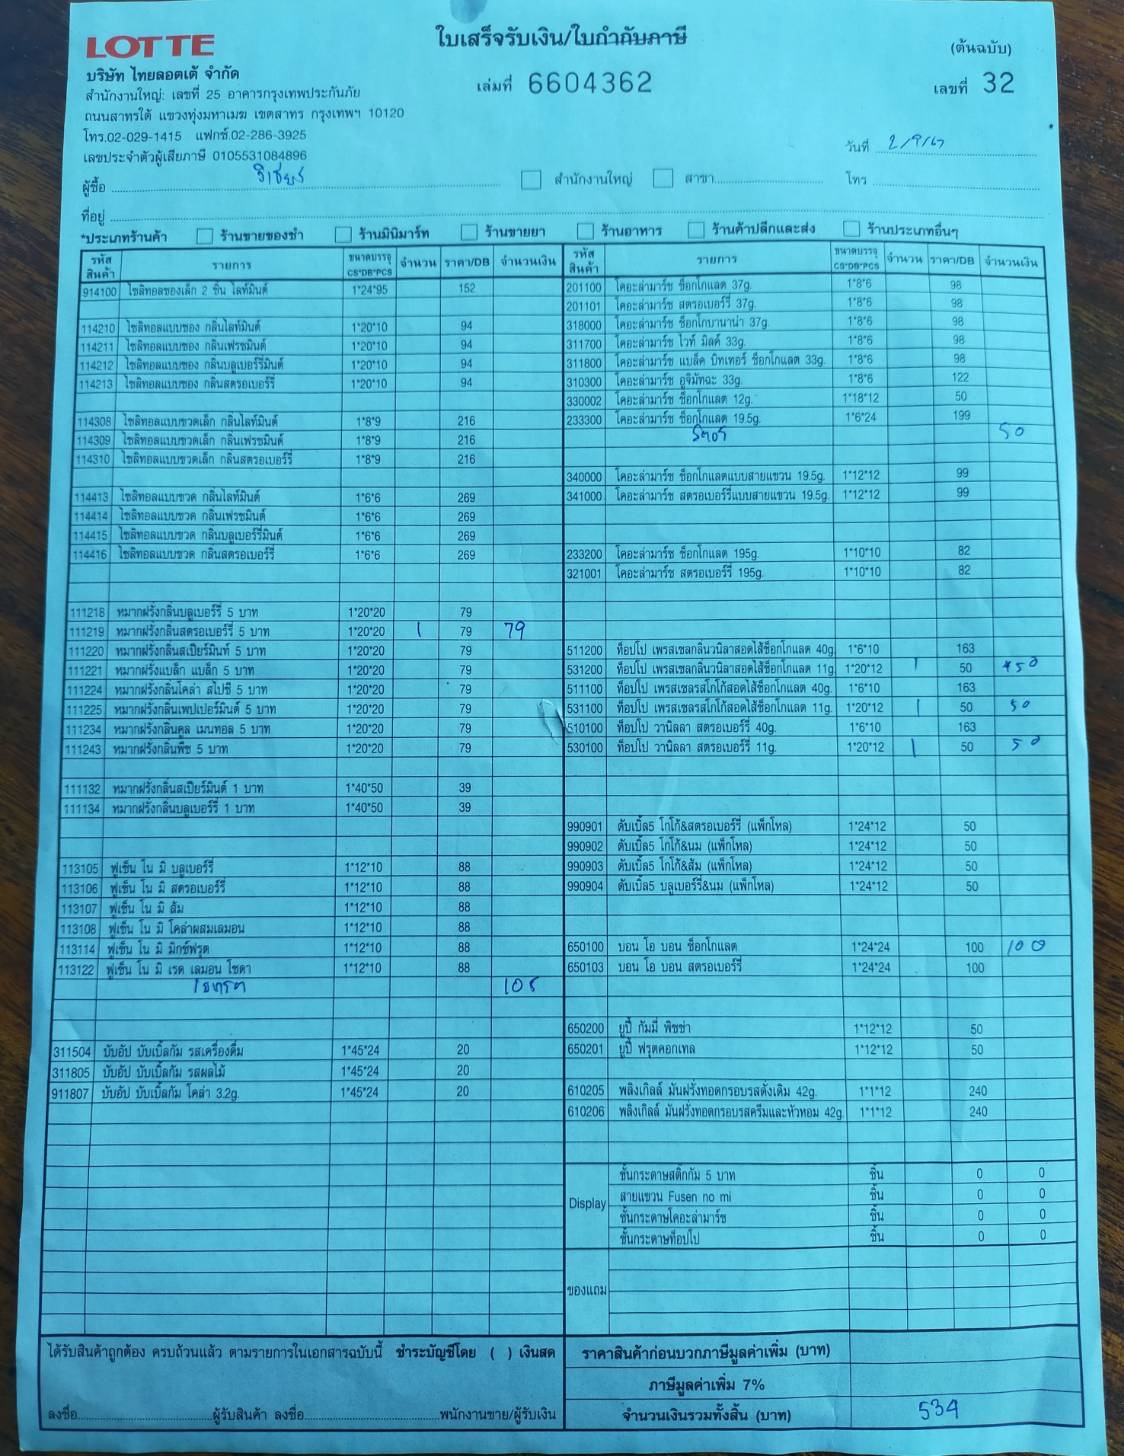 LOTTE
ใบเสร็จรับเงิน/ใบกำกับภาษี
(ต้นฉบับ)
บริษัท ไทยลอตเต้ จำกัด
เล่มที่ 6604362
เลขที่ 32
สำนักงานใหญ่: เลขที่ 25 อาคารกรุงเทพประกันภัย
ถนนสาทรใต้ แขวงทุ่งมหาเมฆ เขตสาทร กรุงเทพฯ 10120
โทร.02-029-1415 แฟกซ์.02-286-3925
วันที่ 2/9/67
เลขประจำตัวผู้เสียภาษี 0105531084896
ผู้ซื้อ วิเชียร สำนักงานใหญ่ สาขา โทร
ที่อยู่
*ประเภทร้านค้า ร้านขายของชำ ร้านมินิมาร์ท ร้านขายยา ร้านอาหาร ร้านค้าปลีกและส่ง ร้านประเภทอื่นๆ
รหัสสินค้า รายการ ขนาดบรรจุ CS*DB*PCS จำนวน ราคา/DB จำนวนเงิน
914100 ไซลิทอลซองเล็ก 2 ชิ้น ไลท์มินต์ 1*24*95 152
114210 ไซลิทอลแบบซอง กลิ่นไลท์มินต์ 1*20*10 94
114211 ไซลิทอลแบบซอง กลิ่นเฟรชมินต์ 1*20*10 94
114212 ไซลิทอลแบบซอง กลิ่นบลูเบอร์รี่มินต์ 1*20*10 94
114213 ไซลิทอลแบบซอง กลิ่นสตรอเบอร์รี่ 1*20*10 94
114308 ไซลิทอลแบบขวดเล็ก กลิ่นไลท์มินต์ 1*8*9 216
114309 ไซลิทอลแบบขวดเล็ก กลิ่นเฟรชมินต์ 1*8*9 216
114310 ไซลิทอลแบบขวดเล็ก กลิ่นสตรอเบอร์รี่ 1*8*9 216
114413 ไซลิทอลแบบขวด กลิ่นไลท์มินต์ 1*6*6 269
114414 ไซลิทอลแบบขวด กลิ่นเฟรชมินต์ 1*6*6 269
114415 ไซลิทอลแบบขวด กลิ่นบลูเบอร์รี่มินต์ 1*6*6 269
114416 ไซลิทอลแบบขวด กลิ่นสตรอเบอร์รี่ 1*6*6 269
111218 หมากฝรั่งกลิ่นบลูเบอร์รี่ 5 บาท 1*20*20 79
111219 หมากฝรั่งกลิ่นสตรอเบอร์รี่ 5 บาท 1*20*20 1 79 79
111220 หมากฝรั่งกลิ่นสเปียร์มินท์ 5 บาท 1*20*20 79
111221 หมากฝรั่งแบล็ก แบล็ก 5 บาท 1*20*20 79
111224 หมากฝรั่งกลิ่นโคล่า สไปซี่ 5 บาท 1*20*20 79
111225 หมากฝรั่งกลิ่นเพปเปอร์มินต์ 5 บาท 1*20*20 79
111234 หมากฝรั่งกลิ่นคูล เมนทอล 5 บาท 1*20*20 79
111243 หมากฝรั่งกลิ่นพีช 5 บาท 1*20*20 79
111132 หมากฝรั่งกลิ่นสเปียร์มินต์ 1 บาท 1*40*50 39
111134 หมากฝรั่งกลิ่นบลูเบอร์รี่ 1 บาท 1*40*50 39
113105 ฟูเซ็น โน มิ บลูเบอร์รี่ 1*12*10 88
113106 ฟูเซ็น โน มิ สตรอเบอร์รี่ 1*12*10 88
113107 ฟูเซ็น โน มิ ส้ม 1*12*10 88
113108 ฟูเซ็น โน มิ โคล่าผสมเลมอน 1*12*10 88
113114 ฟูเซ็น โน มิ มิกซ์ฟรุต 1*12*10 88
113122 ฟูเซ็น โน มิ เรด เลมอน โซดา 1*12*10 88
105
311504 บับอัป บับเบิ้ลกัม รสเครื่องดื่ม 1*45*24 20
311805 บับอัป บับเบิ้ลกัม รสผลไม้ 1*45*24 20
911807 บับอัป บับเบิ้ลกัม โคล่า 3.2g. 1*45*24 20
รหัสสินค้า รายการ ขนาดบรรจุ CS*DB*PCS จำนวน ราคา/DB จำนวนเงิน
201100 โคอะล่ามาร์ช ช็อกโกแลต 37g. 1*8*6 98
201101 โคอะล่ามาร์ช สตรอเบอร์รี่ 37g. 1*8*6 98
318000 โคอะล่ามาร์ช ช็อกโกบานาน่า 37g. 1*8*6 98
311700 โคอะล่ามาร์ช ไวท์ มิลค์ 33g. 1*8*6 98
311800 โคอะล่ามาร์ช แบล็ค บิทเทอร์ ช็อกโกแลต 33g. 1*8*6 98
310300 โคอะล่ามาร์ช อูจิมัทฉะ 33g. 1*8*6 122
330002 โคอะล่ามาร์ช ช็อกโกแลต 12g. 1*18*12 50
233300 โคอะล่ามาร์ช ช็อกโกแลต 19.5g. 1*6*24 199
50
340000 โคอะล่ามาร์ช ช็อกโกแลตแบบสายแขวน 19.5g. 1*12*12 99
341000 โคอะล่ามาร์ช สตรอเบอร์รี่แบบสายแขวน 19.5g. 1*12*12 99
233200 โคอะล่ามาร์ช ช็อกโกแลต 195g. 1*10*10 82
321001 โคอะล่ามาร์ช สตรอเบอร์รี่ 195g. 1*10*10 82
511200 ท็อปโป เพรสเซลกลิ่นวนิลาสอดไส้ช็อกโกแลต 40g. 1*6*10 163
531200 ท็อปโป เพรสเซลกลิ่นวนิลาสอดไส้ช็อกโกแลต 11g. 1*20*12 1 50 50
511100 ท็อปโป เพรสเซลรสโกโก้สอดไส้ช็อกโกแลต 40g. 1*6*10 163
531100 ท็อปโป เพรสเซลรสโกโก้สอดไส้ช็อกโกแลต 11g. 1*20*12 1 50 50
510100 ท็อปโป วานิลลา สตรอเบอร์รี่ 40g. 1*6*10 163
530100 ท็อปโป วานิลลา สตรอเบอร์รี่ 11g. 1*20*12 1 50 50
990901 ดับเบิ้ล5 โกโก้&สตรอเบอร์รี่ (แพ็กโหล) 1*24*12 50
990902 ดับเบิ้ล5 โกโก้&นม (แพ็กโหล) 1*24*12 50
990903 ดับเบิ้ล5 โกโก้&ส้ม (แพ็กโหล) 1*24*12 50
990904 ดับเบิ้ล5 บลูเบอร์รี่&นม (แพ็กโหล) 1*24*12 50
650100 บอน โอ บอน ช็อกโกแลต 1*24*24 100 100
650103 บอน โอ บอน สตรอเบอร์รี่ 1*24*24 100
650200 ยูปี้ กัมมี่ พิซซ่า 1*12*12 50
650201 ยูปี้ ฟรุตคอกเทล 1*12*12 50
610205 พลิงเกิลส์ มันฝรั่งทอดกรอบรสดั้งเดิม 42g. 1*1*12 240
610206 พลิงเกิลส์ มันฝรั่งทอดกรอบรสครีมและหัวหอม 42g. 1*1*12 240
Display
ชั้นกระดาษสติ๊กกัม 5 บาท ชิ้น 0 0
สายแขวน Fusen no mi ชิ้น 0 0
ชั้นกระดาษโคอะล่ามาร์ช ชิ้น 0 0
ชั้นกระดาษท็อปโป ชิ้น 0 0
ของแถม
ได้รับสินค้าถูกต้อง ครบถ้วนแล้ว ตามรายการในเอกสารฉบับนี้ ชำระบัญชีโดย ( ) เงินสด
ราคาสินค้าก่อนบวกภาษีมูลค่าเพิ่ม (บาท)
ภาษีมูลค่าเพิ่ม 7%
ลงชื่อ ผู้รับสินค้า ลงชื่อ พนักงานขาย/ผู้รับเงิน
จำนวนเงินรวมทั้งสิ้น (บาท) 534